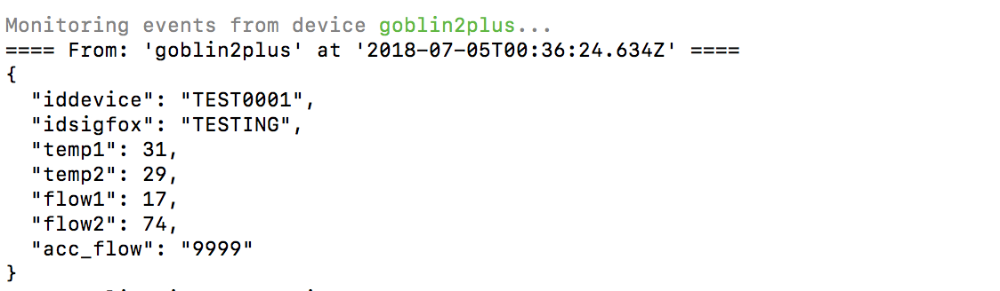 Monitoring events from device goblin2plus...
==== From: 'goblin2plus' at '2018-07-05T00:36:24.634Z' ====
{
  "iddevice": "TEST0001",
  "idsigfox": "TESTING",
  "temp1": 31,
  "temp2": 29,
  "flow1": 17,
  "flow2": 74,
  "acc_flow": "9999"
}